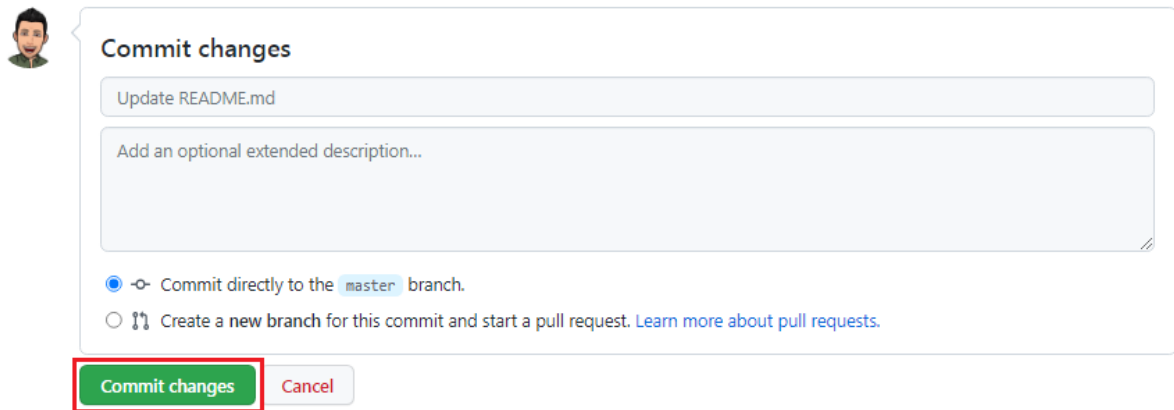 Commit changes
Update README.md
Add an optional extended description...
Commit directly to the master branch.
Create a new branch for this commit and start a pull request. Learn more about pull requests.
Commit changes Cancel